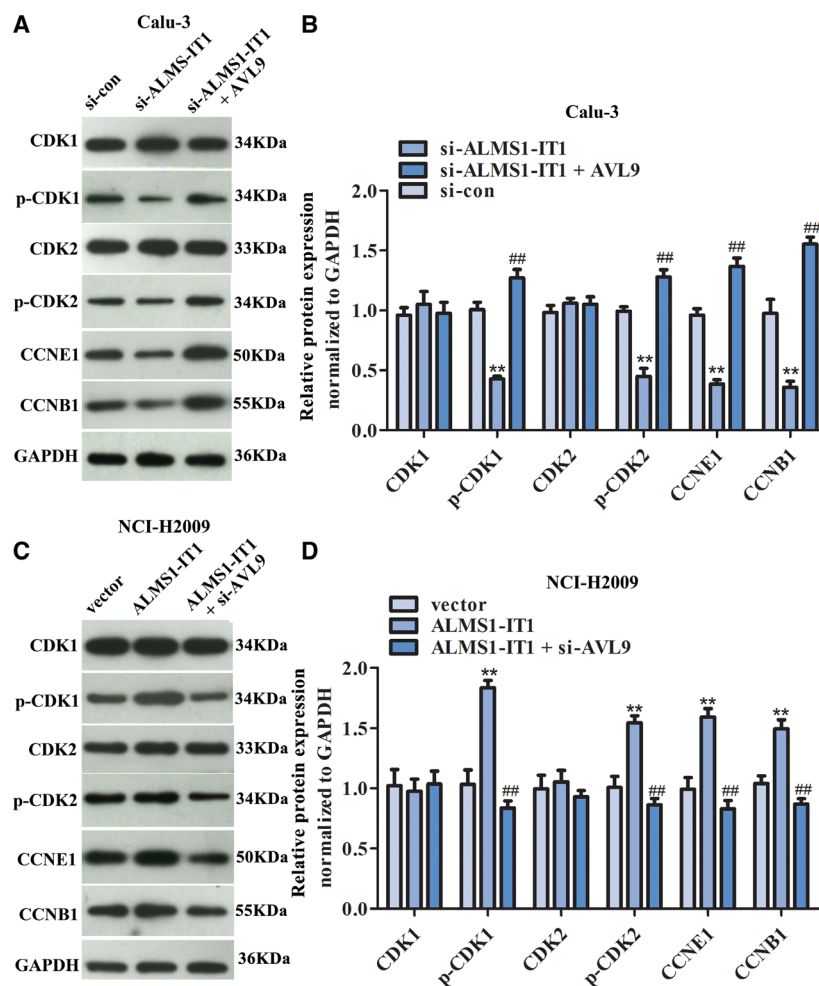 A
Calu-3
si-con
si-ALMS-IT1
si-ALMS1-IT1
+ AVL9
CDK1
34KDa
p-CDK1
34KDa
CDK2
33KDa
p-CDK2
34KDa
CCNE1
50KDa
CCNB1
55KDa
GAPDH
36KDa
B
Calu-3
si-ALMS1-IT1
si-ALMS1-IT1 + AVL9
si-con
Relative protein expression
normalized to GAPDH
2.0
1.5
1.0
0.5
0.0
** ##
** ##
** ##
** ##
CDK1
p-CDK1
CDK2
p-CDK2
CCNE1
CCNB1
C
NCI-H2009
vector
ALMS1-IT1
ALMS1-IT1
+ si-AVL9
CDK1
34KDa
p-CDK1
34KDa
CDK2
33KDa
p-CDK2
34KDa
CCNE1
50KDa
CCNB1
55KDa
GAPDH
36KDa
D
NCI-H2009
vector
ALMS1-IT1
ALMS1-IT1 + si-AVL9
Relative protein expression
normalized to GAPDH
2.0
1.5
1.0
0.5
0.0
** ##
** ##
** ##
** ##
CDK1
p-CDK1
CDK2
p-CDK2
CCNE1
CCNB1